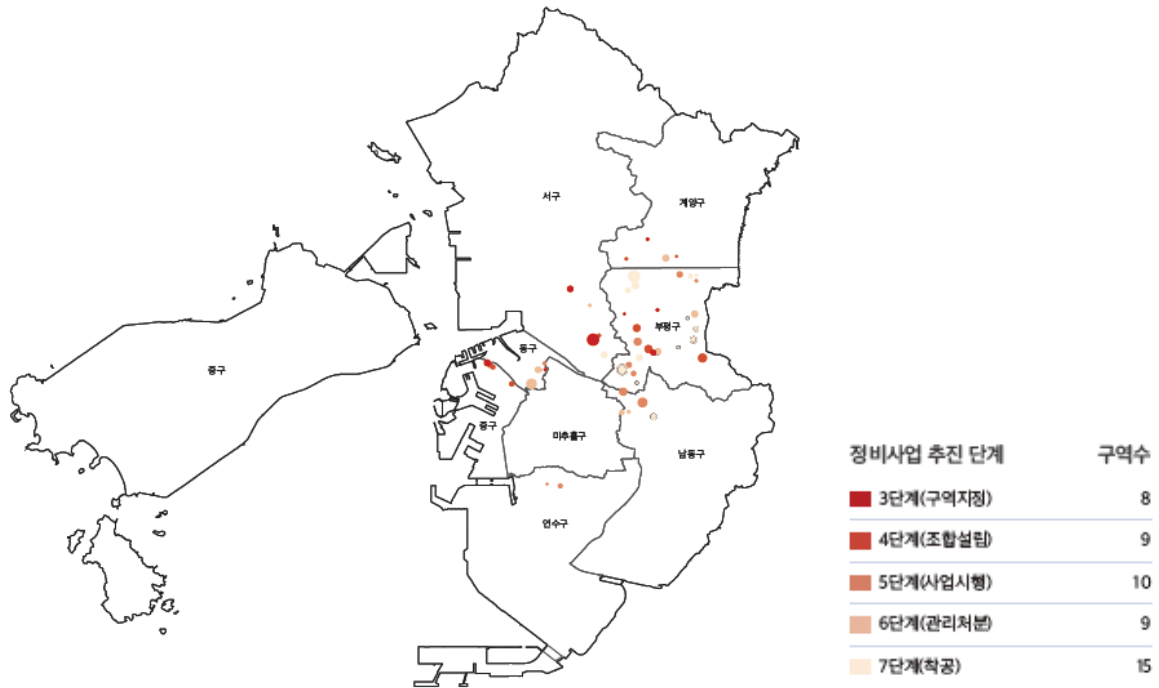 서구
계양구
부평구
동구
중구
중구
미추홀구
남동구
연수구
정비사업 추진 단계 구역수
3단계(구역지정) 8
4단계(조합설립) 9
5단계(사업시행) 10
6단계(관리처분) 9
7단계(착공) 15